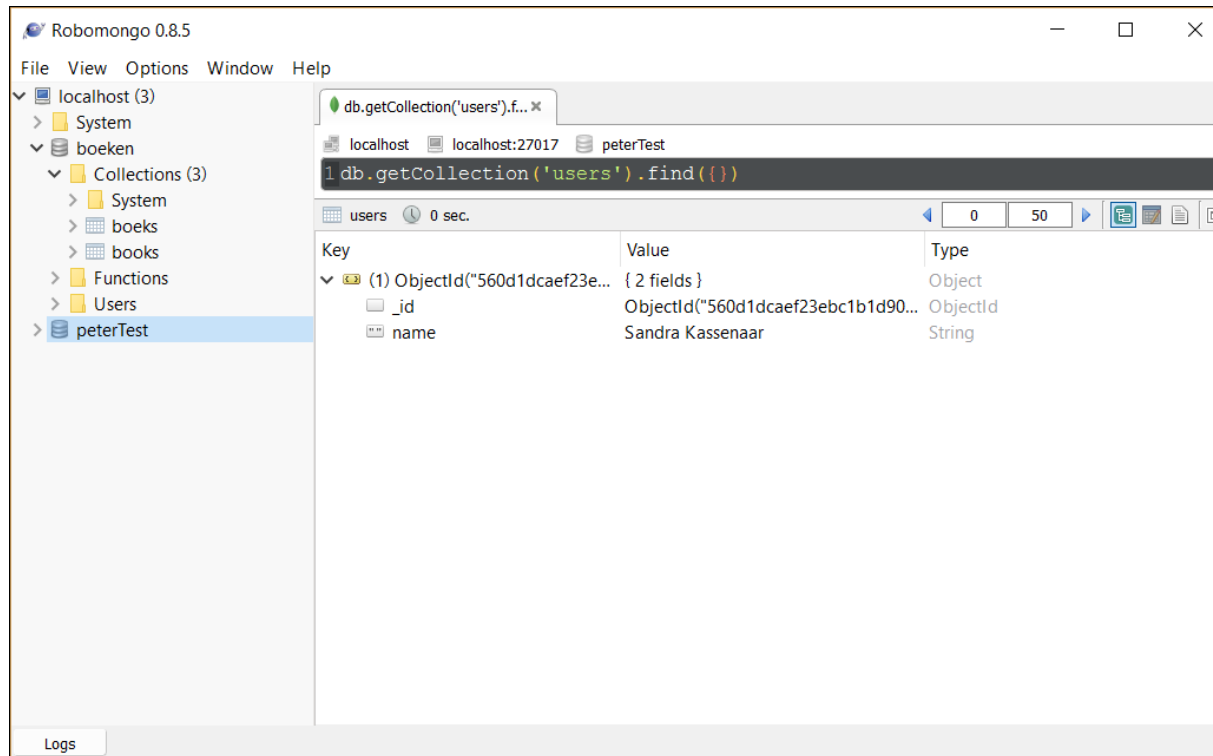 Robomongo 0.8.5
File View Options Window Help
localhost (3)
System
boeken
Collections (3)
System
boeks
books
Functions
Users
peterTest
db.getCollection('users').f...
localhost localhost:27017 peterTest
1 db.getCollection('users').find({})
users 0 sec. 0 50
Key Value Type
(1) ObjectId("560d1dcaef23e... { 2 fields } Object
_id ObjectId("560d1dcaef23ebc1b1d90... ObjectId
name Sandra Kassenaar String
Logs